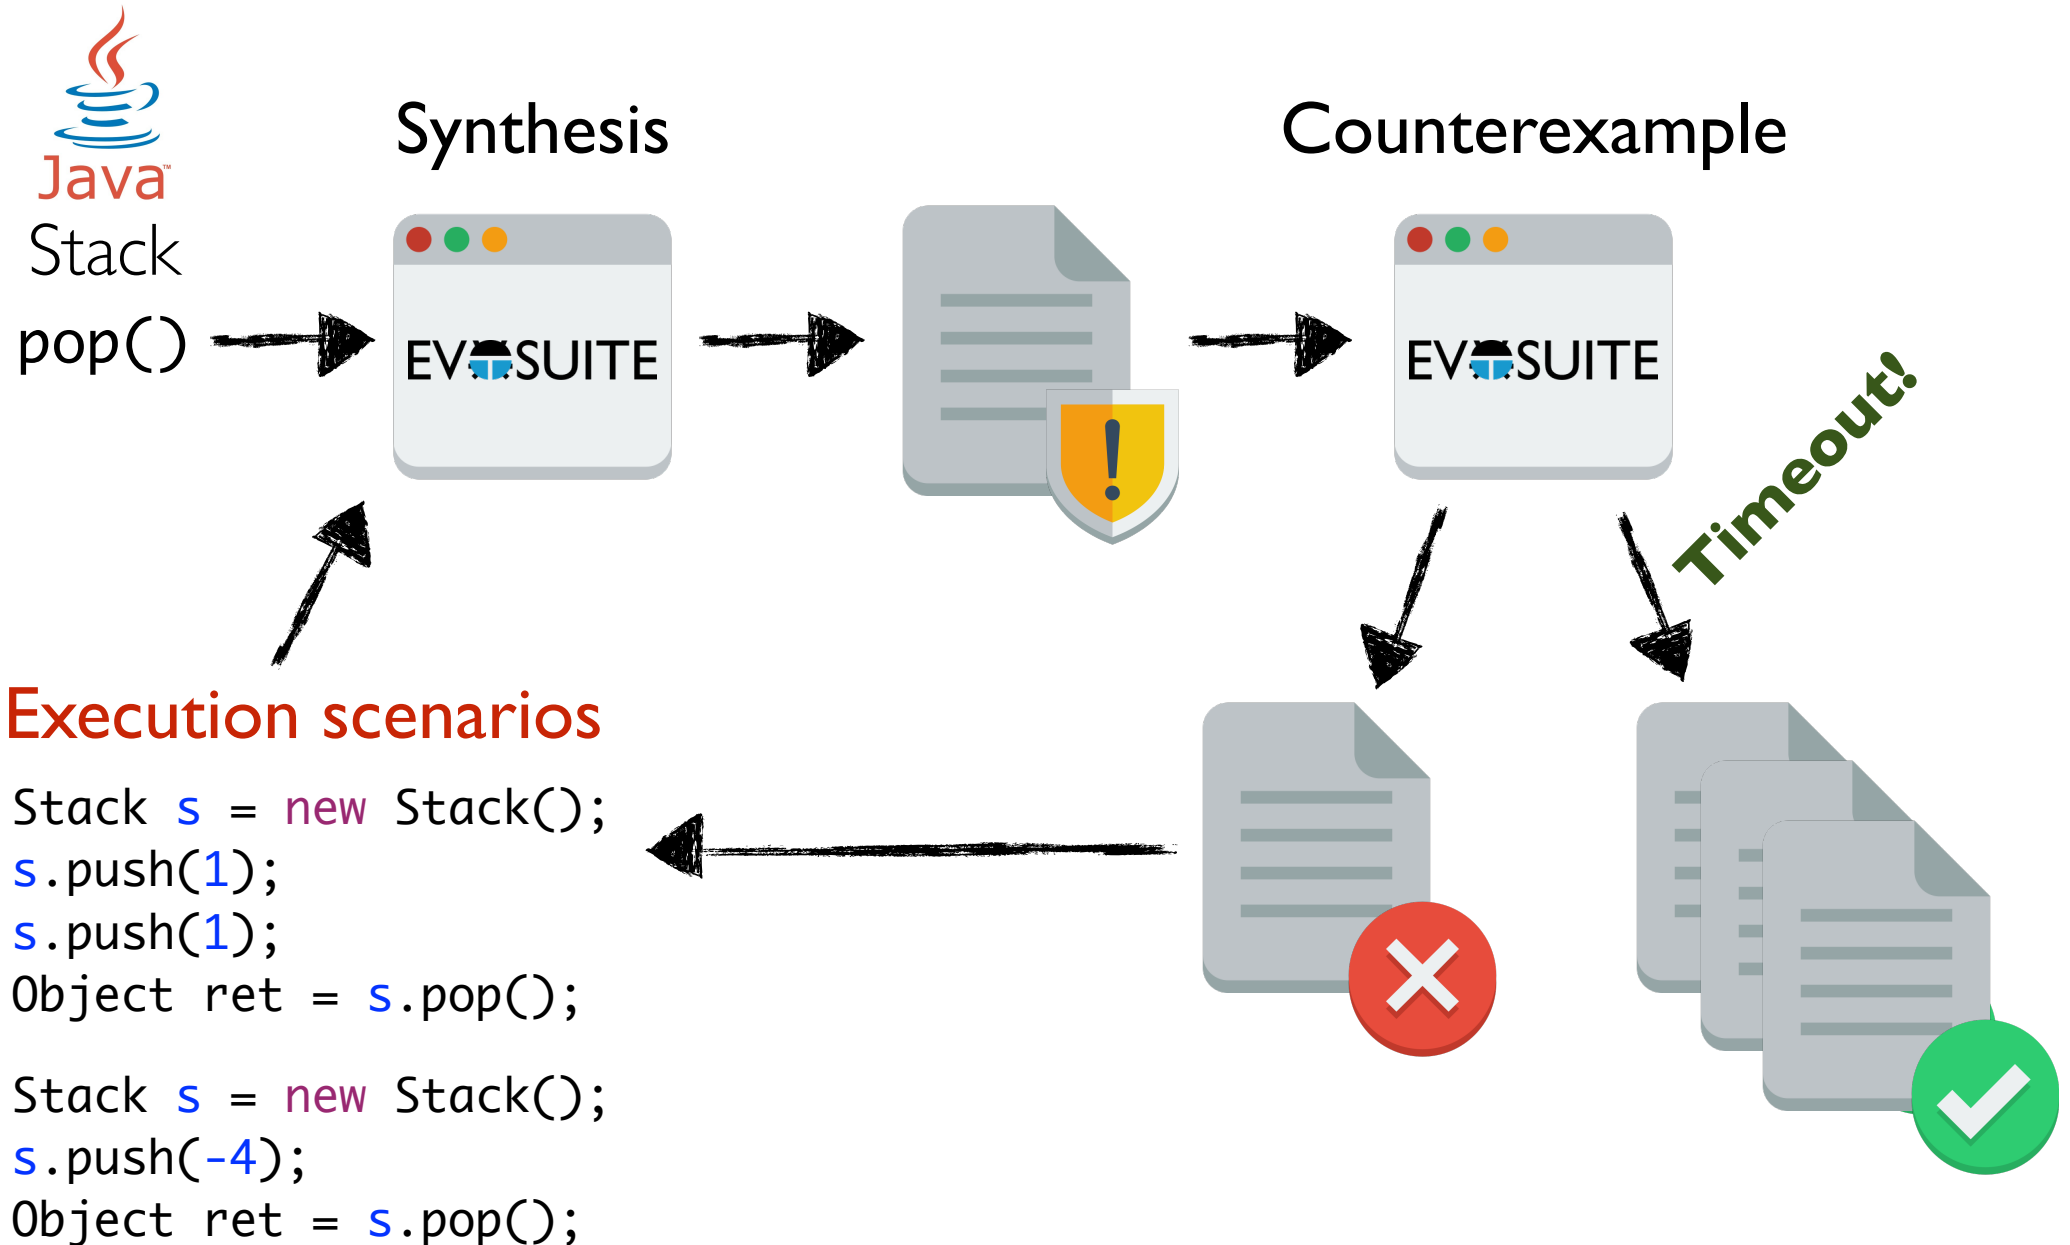 Java™
Stack
pop()
Synthesis
EVOSUITE
Counterexample
EVOSUITE
Timeout!
Execution scenarios
Stack s = new Stack();
s.push(1);
s.push(1);
Object ret = s.pop();
Stack s = new Stack();
s.push(-4);
Object ret = s.pop();